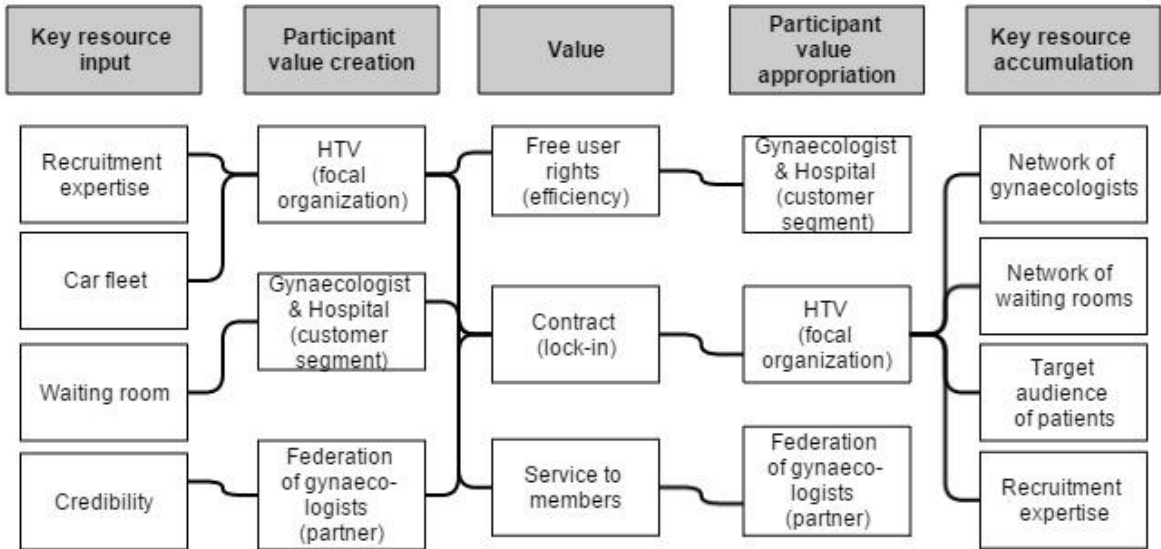 Key resource
input
Participant
value creation
Value
Participant
value
appropriation
Key resource
accumulation
Recruitment
expertise
HTV
(focal
organization)
Free user
rights
(efficiency)
Gynaecologist
& Hospital
(customer
segment)
Network of
gynaecologists
Car fleet
Gynaecologist
& Hospital
(customer
segment)
Contract
(lock-in)
HTV
(focal
organization)
Network of
waiting rooms
Waiting room
Target
audience
of patients
Credibility
Federation
of gynaeco-
logists
(partner)
Service to
members
Federation
of gynaeco-
logists
(partner)
Recruitment
expertise